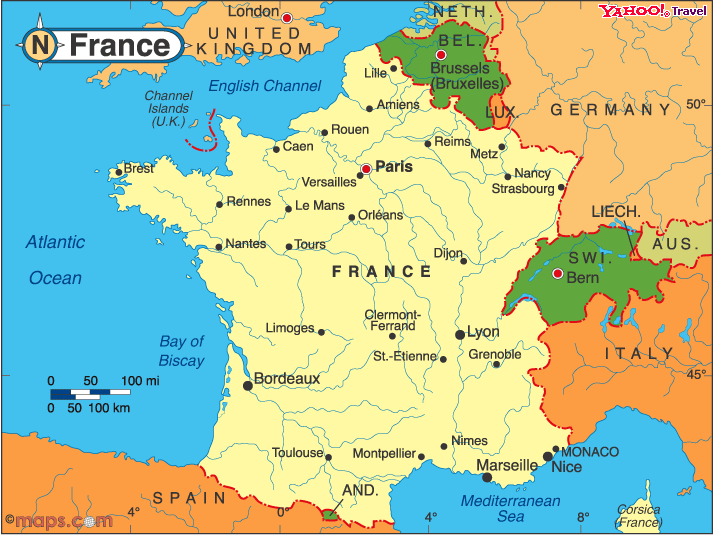 London
NETH.
YAHOO! Travel
N France
UNITED
KINGDOM
BEL.
Brussels
(Bruxelles)
English Channel
Lille
Channel
Islands
(U.K.)
Amiens
LUX.
GERMANY
50°
Rouen
Caen
Reims
Metz
Brest
Paris
Versailles
Nancy
Strasbourg
Rennes
Le Mans
Orléans
LIECH.
Atlantic
Ocean
Nantes
Tours
Dijon
AUS.
SWI.
Bern
FRANCE
Clermont-
Ferrand
Limoges
Lyon
Bay of
Biscay
St.-Etienne
Grenoble
ITALY
0 50 100 mi
0 50 100 km
Bordeaux
45°
Toulouse
Montpellier
Nimes
MONACO
Nice
Marseille
AND.
SPAIN
Mediterranean
Sea
Corsica
(France)
©maps.com
4°
0°
4°
8°